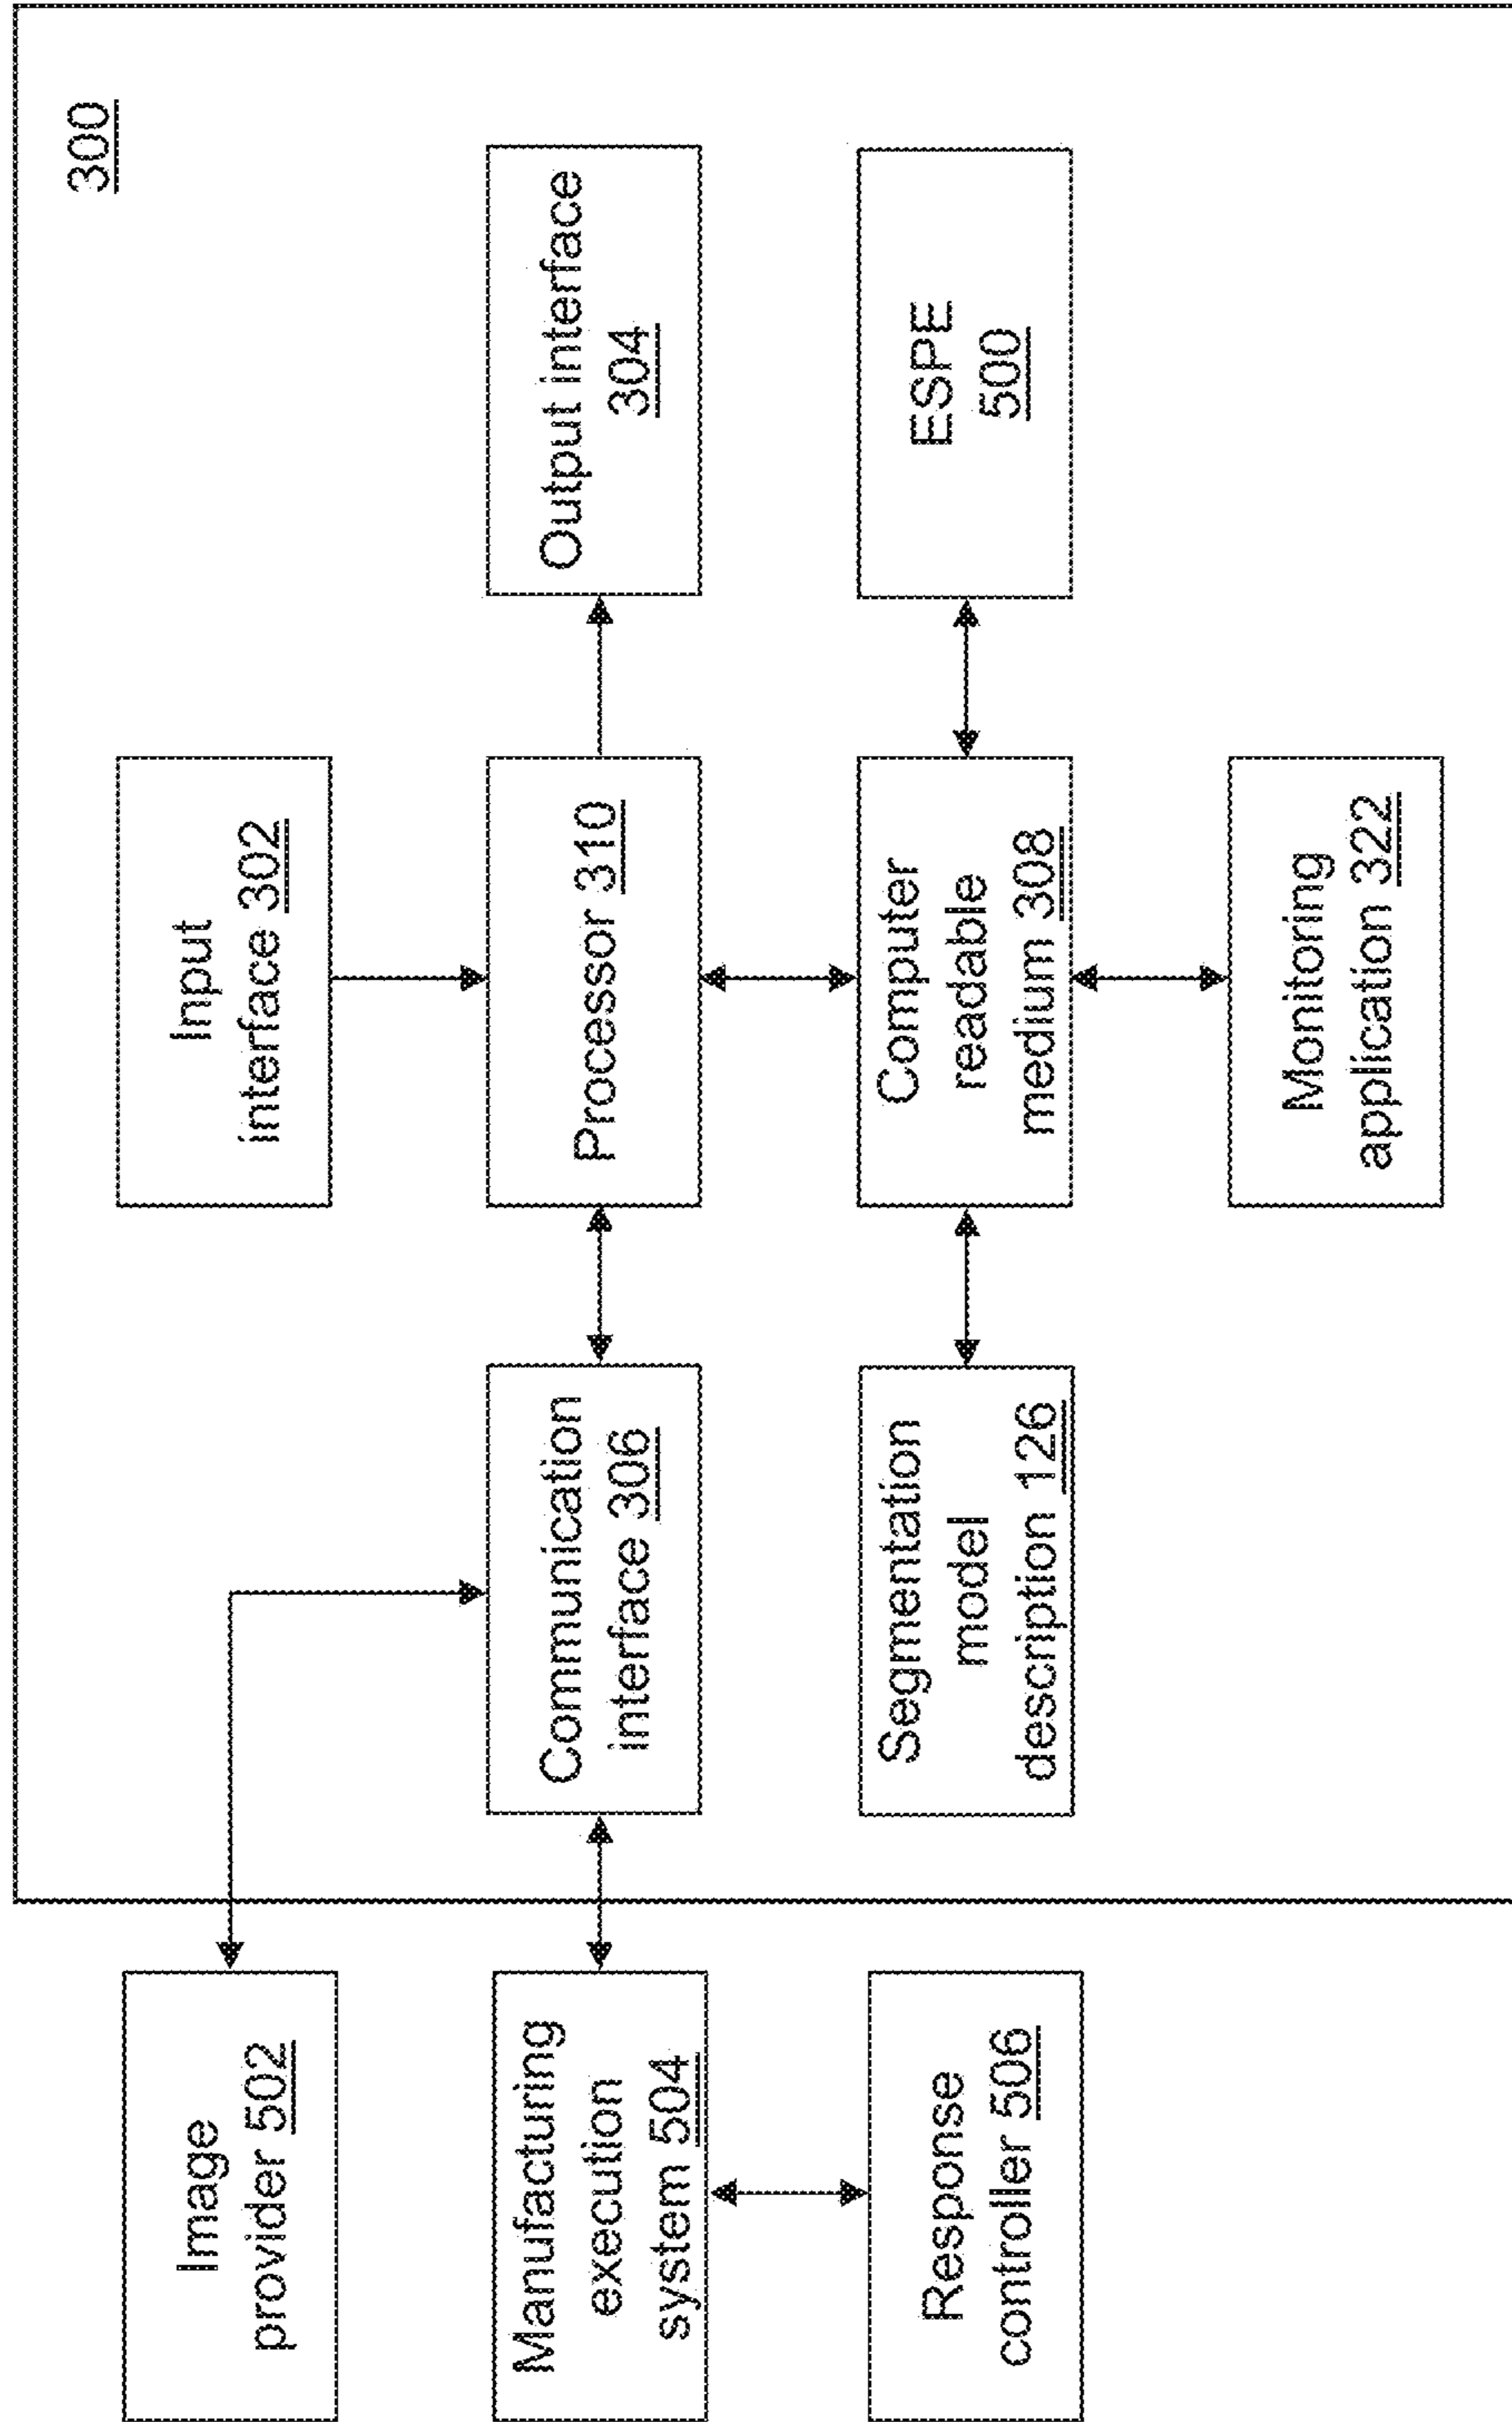 300
Image
provider 502
Input
interface 302
Manufacturing
execution
system 504
Communication
interface 306
Processor 310
Output interface
304
Response
controller 506
Segmentation
model
description 126
Computer
readable
medium 308
ESPE
500
Monitoring
application 322